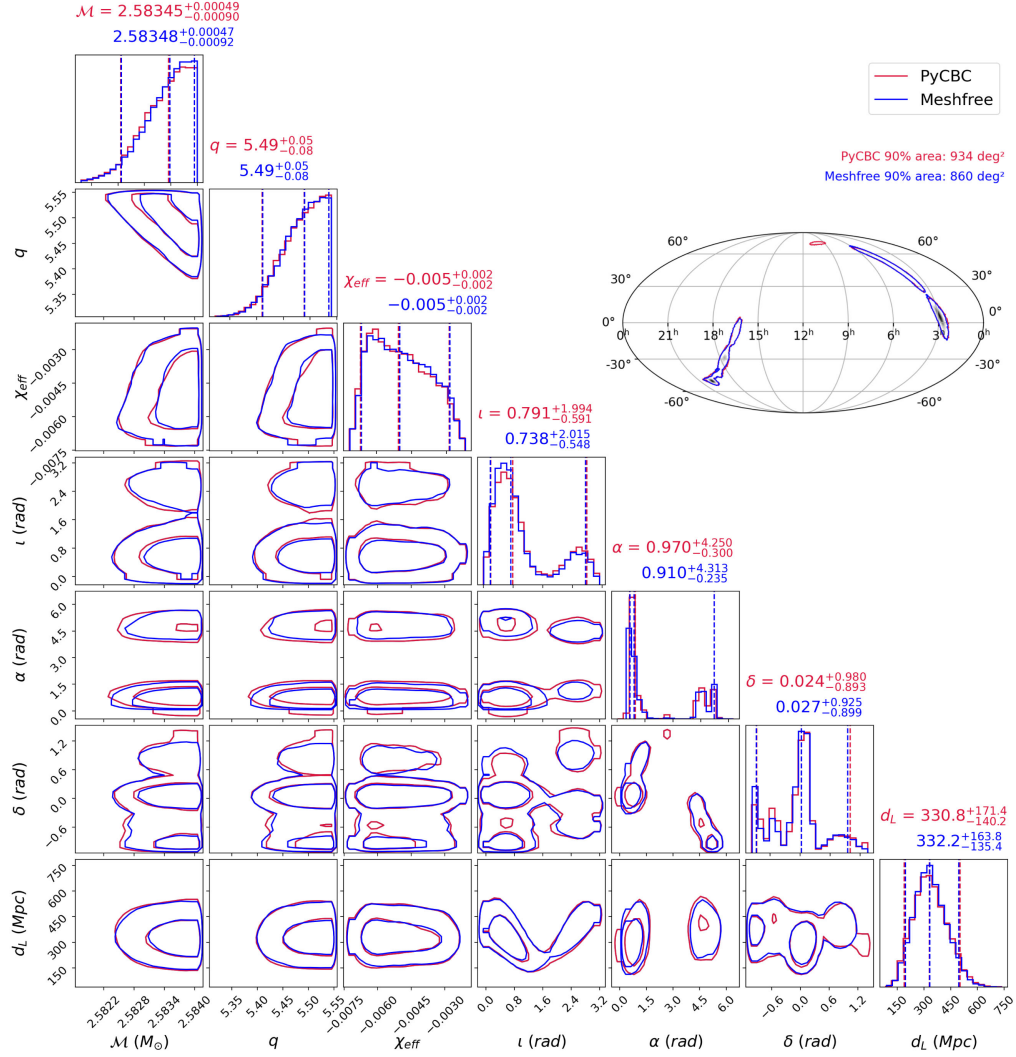 ℳ = 2.58345 +0.00049 −0.00090
2.58348 +0.00047 −0.00092
PyCBC
Meshfree
q = 5.49 +0.05 −0.08
5.49 +0.05 −0.08
PyCBC 90% area: 934 deg²
Meshfree 90% area: 860 deg²
5.55
5.50
5.45
5.40
5.35
q
χeff = −0.005 +0.002 −0.002
−0.005 +0.002 −0.002
60° 60°
30° 30°
0° 0°
0h 21h 18h 15h 12h 9h 6h 3h 0h
-30° -30°
-60° -60°
−0.0030
−0.0045
−0.0060
−0.0075
χeff
ι = 0.791 +1.994 −0.591
0.738 +2.015 −0.548
3.2
2.4
1.6
0.8
0.0
ι (rad)
α = 0.970 +4.250 −0.300
0.910 +4.313 −0.235
6.0
4.5
3.0
1.5
0.0
α (rad)
δ = 0.024 +0.980 −0.893
0.027 +0.925 −0.899
1.2
0.6
0.0
−0.6
δ (rad)
dL = 330.8 +171.4 −140.2
332.2 +163.8 −135.4
750
600
450
300
150
dL (Mpc)
2.5822 2.5828 2.5834 2.5840
5.35 5.40 5.45 5.50 5.55
−0.0075 −0.0060 −0.0045 −0.0030
0.0 0.8 1.6 2.4 3.2
0.0 1.5 3.0 4.5 6.0
−0.6 0.0 0.6 1.2
150 300 450 600 750
ℳ (M⊙) q χeff ι (rad) α (rad) δ (rad) dL (Mpc)